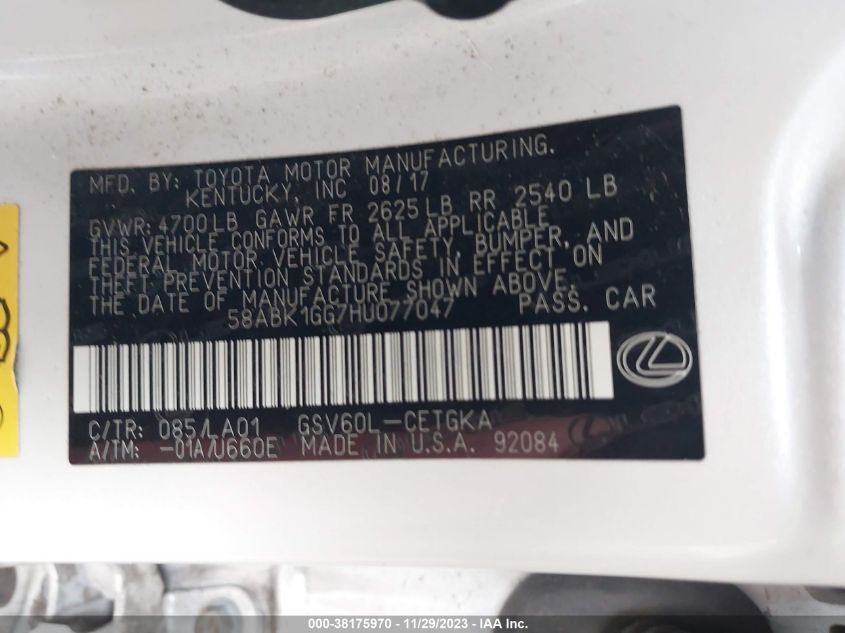 MFD. BY: TOYOTA MOTOR MANUFACTURING,
KENTUCKY, INC 08/17
GVWR: 4700LB GAWR FR 2625LB RR 2540 LB
THIS VEHICLE CONFORMS TO ALL APPLICABLE
FEDERAL MOTOR VEHICLE SAFETY, BUMPER, AND
THEFT PREVENTION STANDARDS IN EFFECT ON
THE DATE OF MANUFACTURE SHOWN ABOVE.
58ABK1GG7HU077047 PASS. CAR
C/TR: 085/LA01 GSV60L-CETGKA
A/TM: -01A/U660E MADE IN U.S.A. 92084
000-38175970 - 11/29/2023 - IAA Inc.